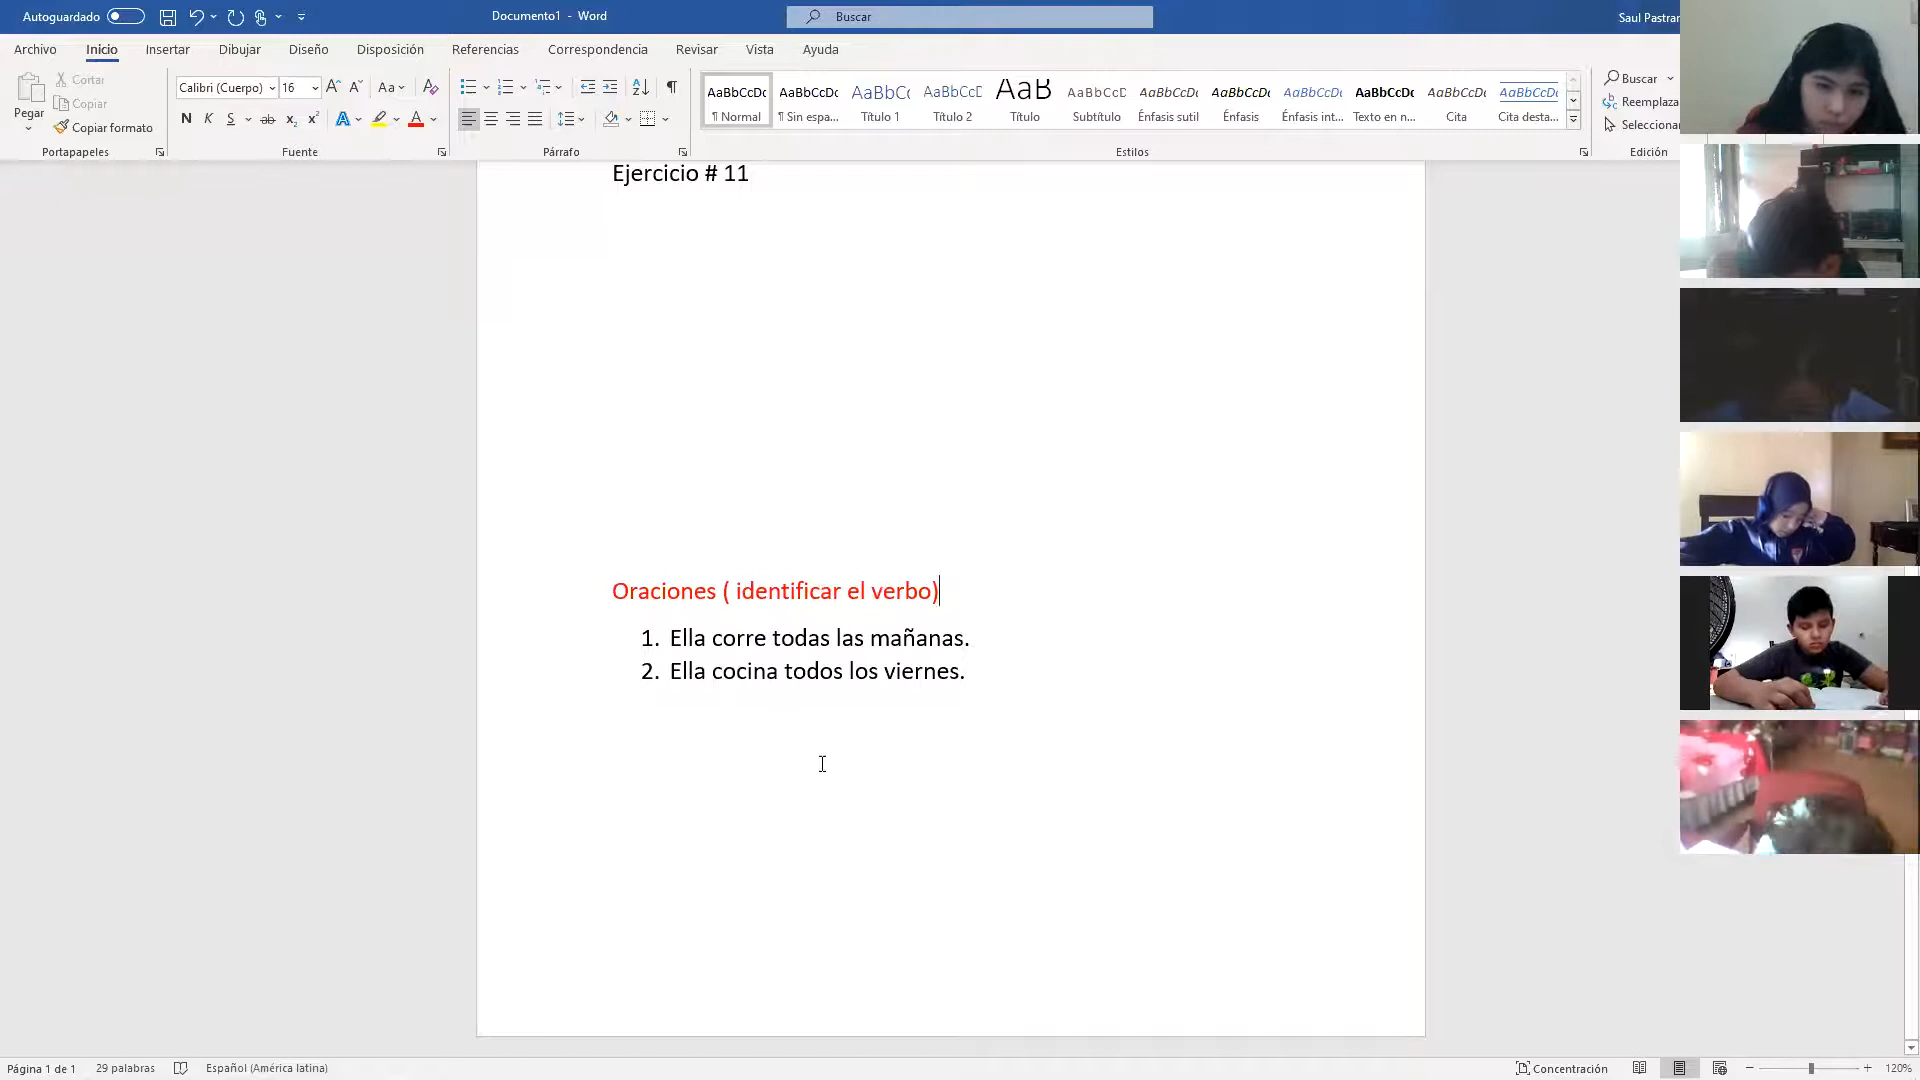 Autoguardado
Documento1 - Word
Buscar
Saul Pastran
Archivo Inicio Insertar Dibujar Diseño Disposición Referencias Correspondencia Revisar Vista Ayuda
Pegar
Cortar
Copiar
Copiar formato
Portapapeles
Calibri (Cuerpo) 16
Fuente
Párrafo
AaBbCcDc AaBbCcDc AaBbCc AaBbCcD AaB AaBbCcD AaBbCcDc AaBbCcDc AaBbCcDc AaBbCcDc AaBbCcDc AaBbCcDc
¶ Normal ¶ Sin espa... Título 1 Título 2 Título Subtítulo Énfasis sutil Énfasis Énfasis int... Texto en n... Cita Cita desta...
Estilos
Buscar
Reemplaza
Selecciona
Edición
Ejercicio # 11
Oraciones ( identificar el verbo)
1. Ella corre todas las mañanas.
2. Ella cocina todos los viernes.
Página 1 de 1 29 palabras Español (América latina)
Concentración
120%